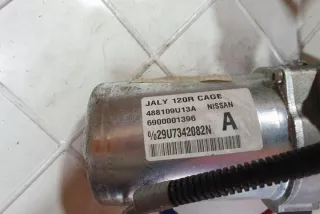 JALY 120R CAGE
488109U13A NISSAN
6900001396
%29U7342082N A